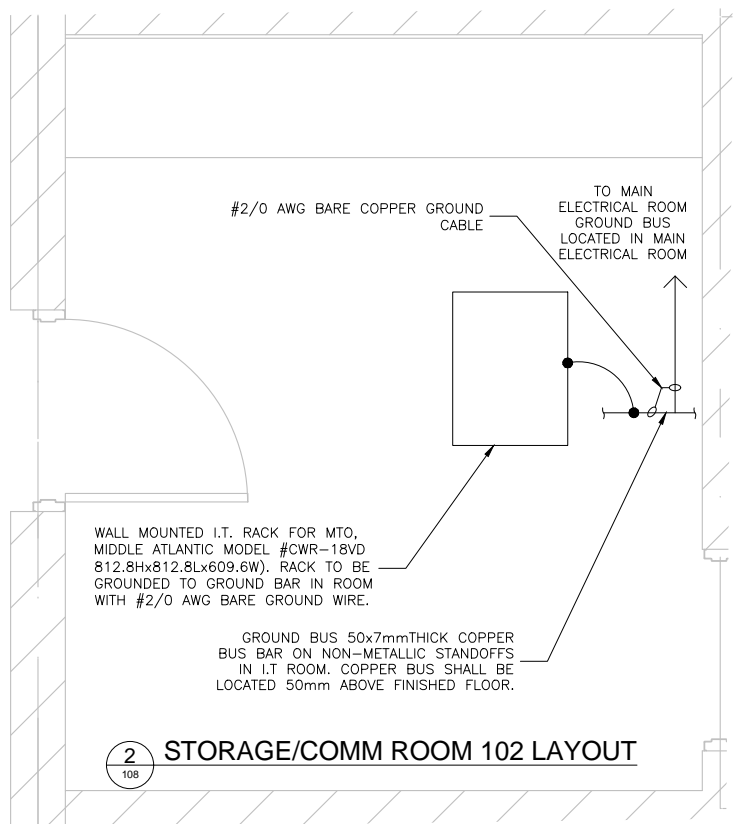 #2/0 AWG BARE COPPER GROUND
CABLE
TO MAIN
ELECTRICAL ROOM
GROUND BUS
LOCATED IN MAIN
ELECTRICAL ROOM
WALL MOUNTED I.T. RACK FOR MTO,
MIDDLE ATLANTIC MODEL #CWR-18VD
812.8Hx812.8Lx609.6W). RACK TO BE
GROUNDED TO GROUND BAR IN ROOM
WITH #2/0 AWG BARE GROUND WIRE.
GROUND BUS 50x7mmTHICK COPPER
BUS BAR ON NON-METALLIC STANDOFFS
IN I.T ROOM. COPPER BUS SHALL BE
LOCATED 50mm ABOVE FINISHED FLOOR.
2
108
STORAGE/COMM ROOM 102 LAYOUT